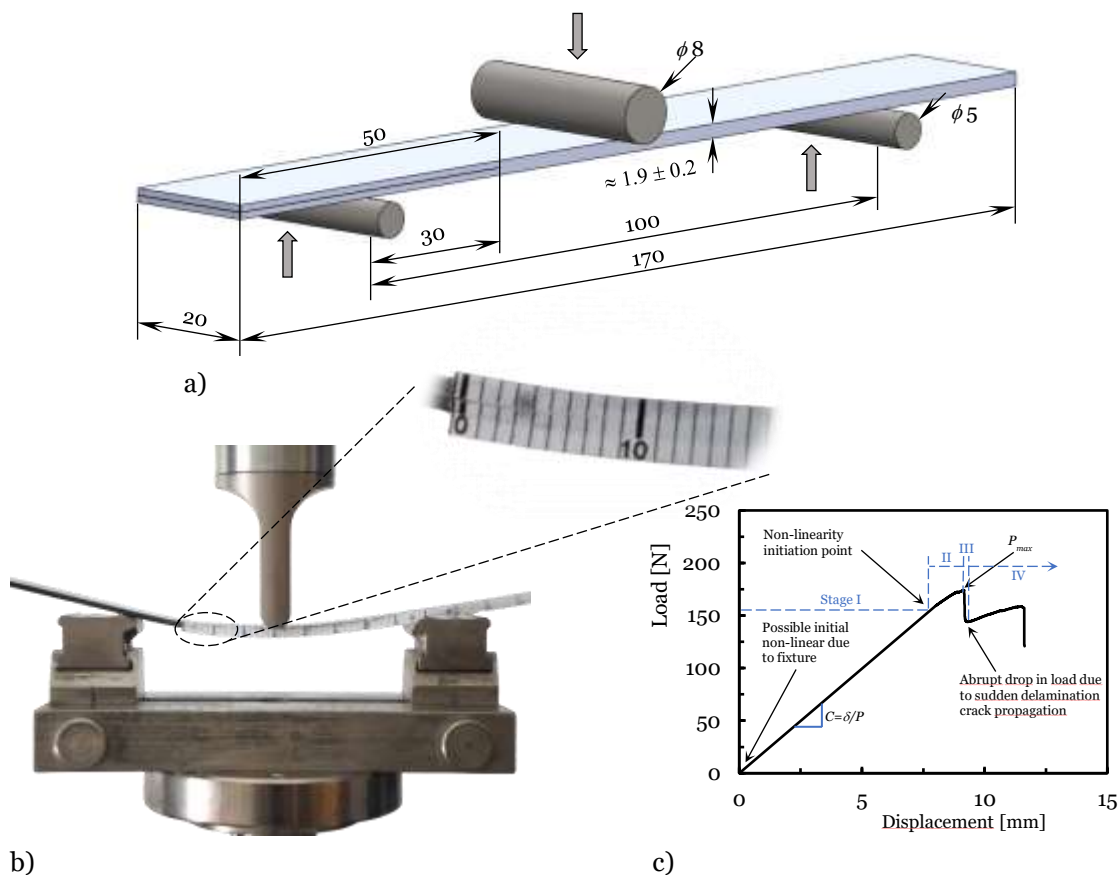 ϕ8
50
ϕ5
≈ 1.9 ± 0.2
30
100
170
20
a)
0
10
b)
250
200
150
100
50
0
Load [N]
Non-linearity
initiation point
II
III
IV
P_max
Stage I
Possible initial
non-linear due
to fixture
C=δ/P
Abrupt drop in load due
to sudden delamination
crack propagation
0
5
10
15
Displacement [mm]
c)